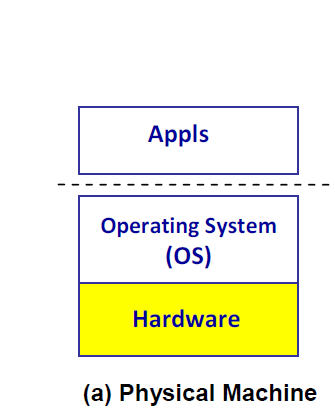 Appls
Operating System
(OS)
Hardware
(a) Physical Machine